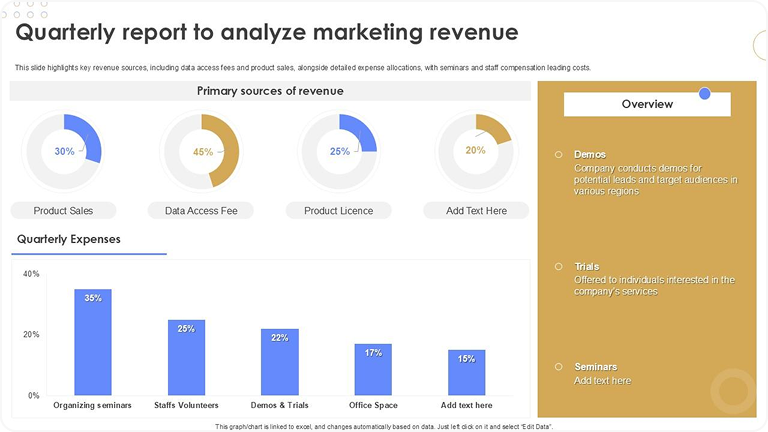 Quarterly report to analyze marketing revenue
This slide highlights key revenue sources, including data access fees and product sales, alongside detailed expense allocations, with seminars and staff compensation leading costs.
Primary sources of revenue
30%
45%
25%
20%
Product Sales
Data Access Fee
Product Licence
Add Text Here
Quarterly Expenses
40%
20%
0%
35%
25%
22%
17%
15%
Organizing seminars
Staffs Volunteers
Demos & Trials
Office Space
Add text here
Overview
Demos
Company conducts demos for
potential leads and target audiences in
various regions
Trials
Offered to individuals interested in the
company's services
Seminars
Add text here
This graph/chart is linked to excel, and changes automatically based on data. Just left click on it and select "Edit Data".